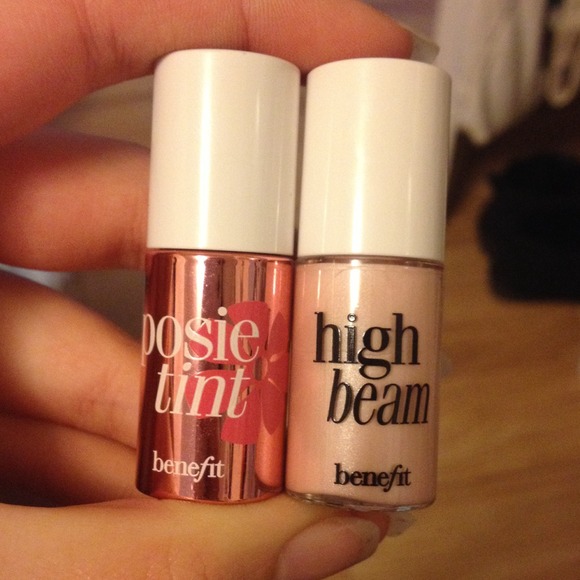 posie
tint
benefit
high
beam
benefit